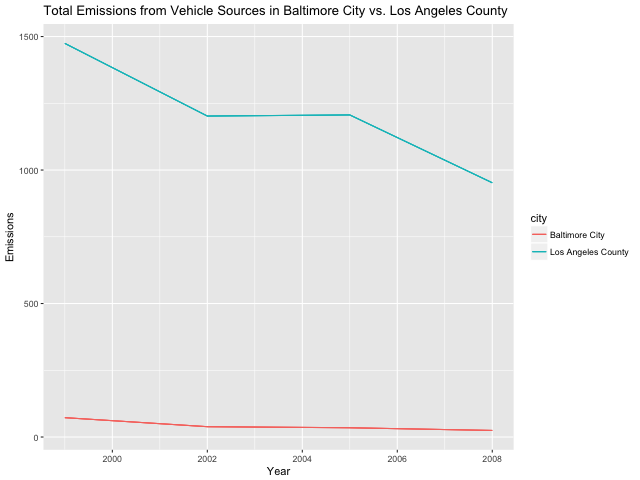 Total Emissions from Vehicle Sources in Baltimore City vs. Los Angeles County
1500
1000
500
0
Emissions
2000 2002 2004 2006 2008
Year
city
Baltimore City
Los Angeles County